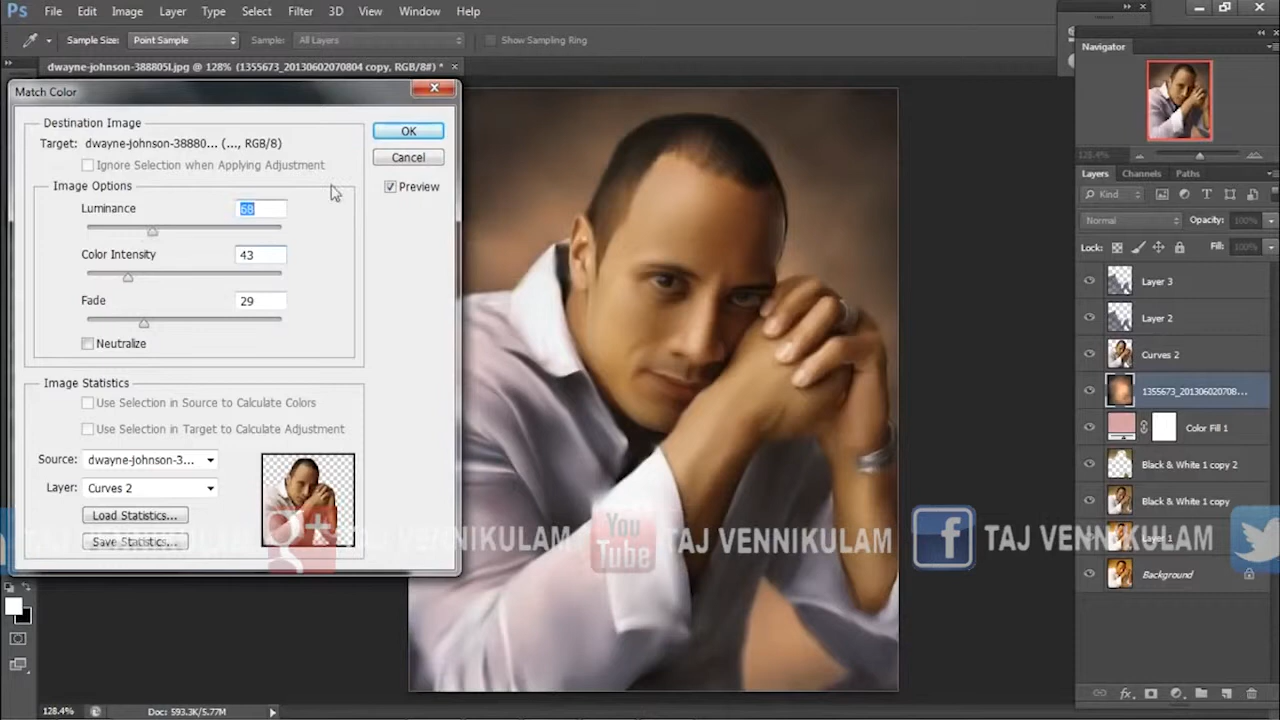 Ps File Edit Image Layer Type Select Filter 3D View Window Help
Sample Size: Point Sample Sample: All Layers Show Sampling Ring
dwayne-johnson-388805l.jpg @ 128% (1355673_20130602070804 copy, RGB/8#) *
Match Color
Destination Image
Target: dwayne-johnson-38880... (..., RGB/8)
Ignore Selection when Applying Adjustment
Image Options
Luminance 68
Color Intensity 43
Fade 29
Neutralize
OK
Cancel
Preview
Image Statistics
Use Selection in Source to Calculate Colors
Use Selection in Target to Calculate Adjustment
Source: dwayne-johnson-3...
Layer: Curves 2
Load Statistics...
Save Statistics...
Navigator
128.4%
Layers Channels Paths
Kind
Normal Opacity: 100%
Lock: Fill: 100%
Layer 3
Layer 2
Curves 2
1355673_201306020708...
Color Fill 1
Black & White 1 copy 2
Black & White 1 copy
Layer 1
Background
g+ TAJ VENNIKULAM You Tube TAJ VENNIKULAM f TAJ VENNIKULAM
128.4% Doc: 593.3K/5.77M